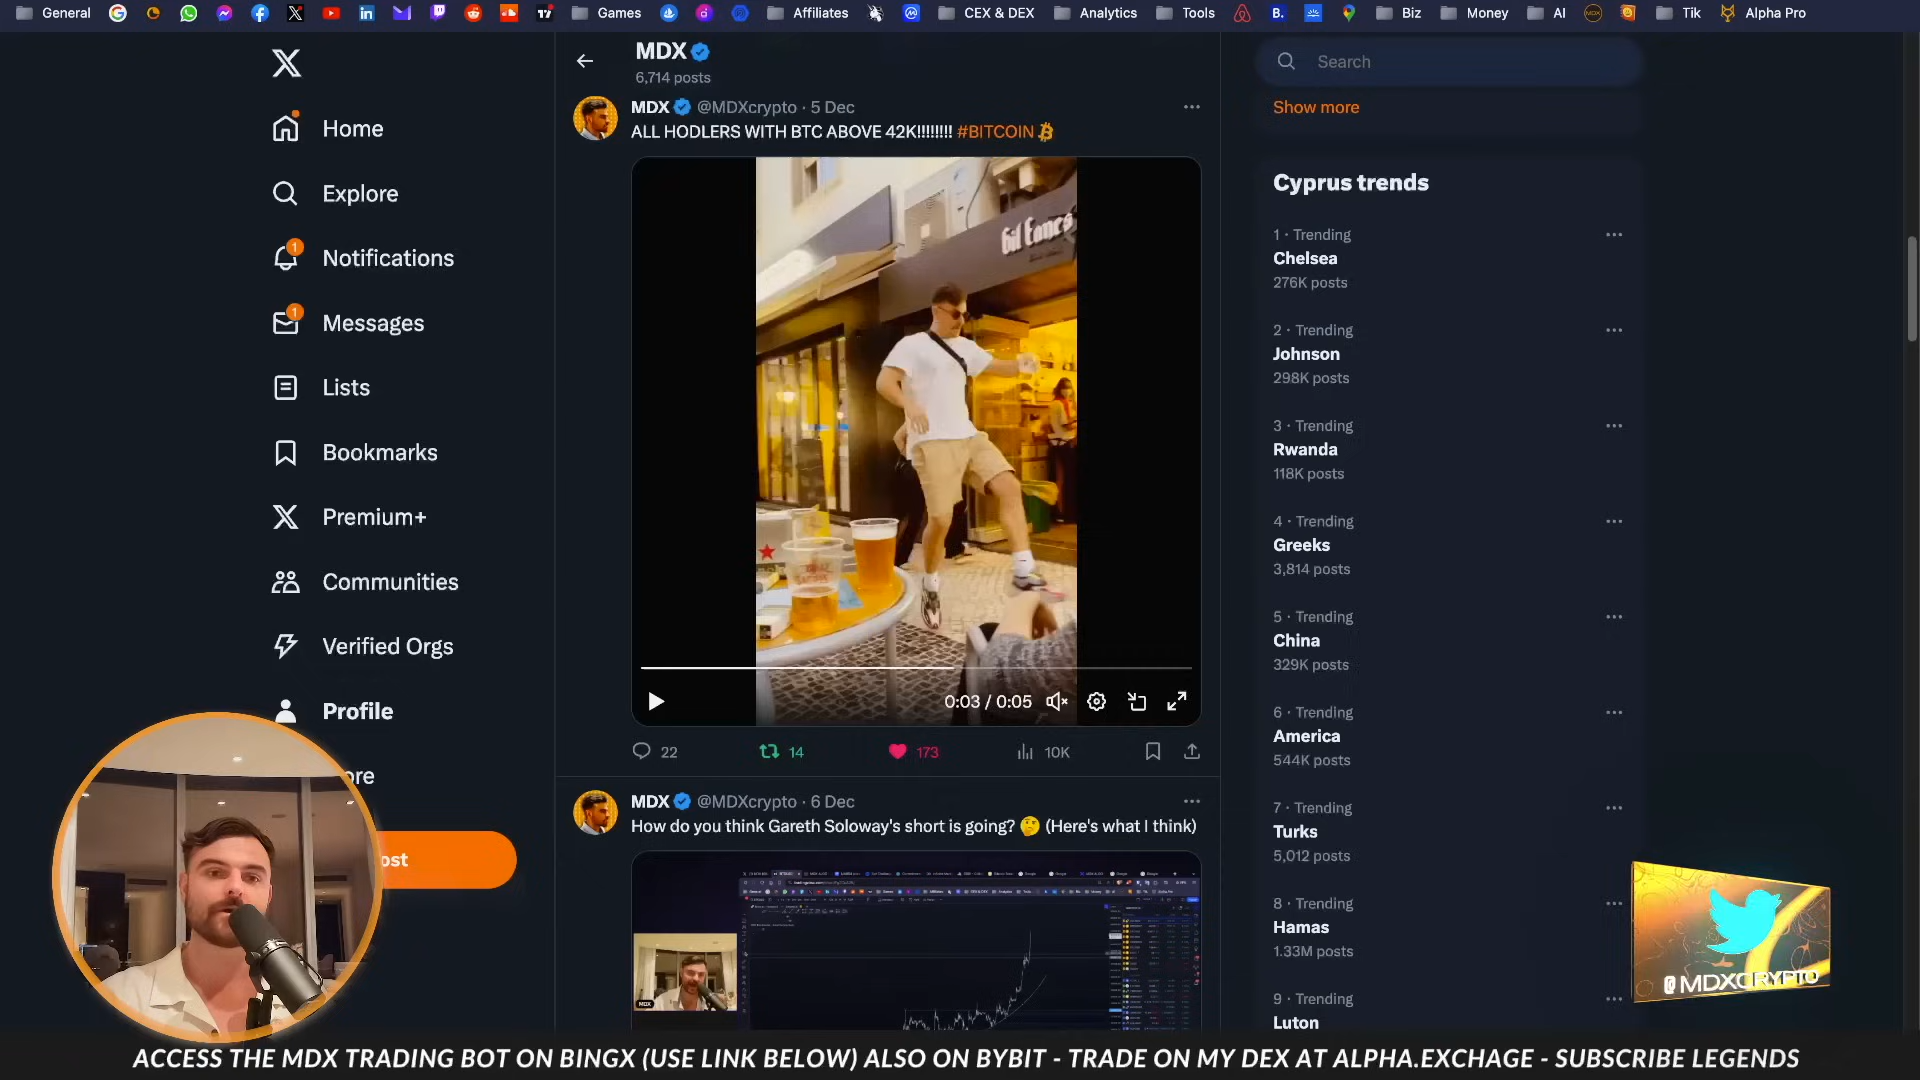 General
Games
Affiliates
CEX & DEX
Analytics
Tools
B.
Biz
Money
AI
Tik
Alpha Pro
MDX
6,714 posts
Search
Home
Explore
1
Notifications
1
Messages
Lists
Bookmarks
Premium+
Communities
Verified Orgs
Profile
ore
ost
MDX @MDXcrypto · 5 Dec
ALL HODLERS WITH BTC ABOVE 42K!!!!!!!! #BITCOIN
0:03 / 0:05
22
14
173
10K
MDX @MDXcrypto · 6 Dec
How do you think Gareth Soloway's short is going? 🤔 (Here's what I think)
MDX
Show more
Cyprus trends
1 · Trending
Chelsea
276K posts
2 · Trending
Johnson
298K posts
3 · Trending
Rwanda
118K posts
4 · Trending
Greeks
3,814 posts
5 · Trending
China
329K posts
6 · Trending
America
544K posts
7 · Trending
Turks
5,012 posts
8 · Trending
Hamas
1.33M posts
9 · Trending
Luton
@MDXCRYPTO
ACCESS THE MDX TRADING BOT ON BINGX (USE LINK BELOW) ALSO ON BYBIT - TRADE ON MY DEX AT ALPHA.EXCHAGE - SUBSCRIBE LEGENDS